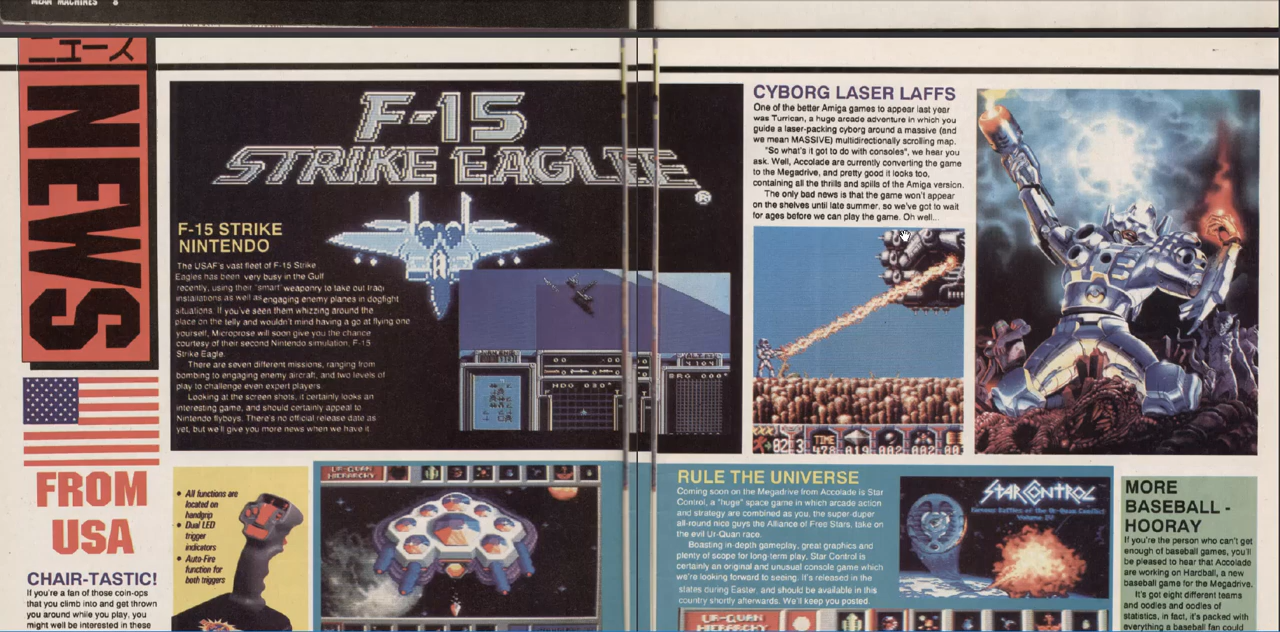 MEAN MACHINES 8
ニュース
NEWS
FROM
USA
CHAIR-TASTIC!
If you're a fan of those coin-ops
that you climb into and get thrown
you around while you play, you
might well be interested in these
F-15
STRIKE EAGLE
®
F-15 STRIKE
NINTENDO
The USAF's vast fleet of F-15 Strike
Eagles has been very busy in the Gulf
recently, using their "smart" weaponry to take out Iraqi
installations as well as engaging enemy planes in dogfight
situations. If you've seen them whizzing around the
place on the telly and wouldn't mind having a go at flying one
yourself, Microprose will soon give you the chance
courtesy of their second Nintendo simulation, F-15
Strike Eagle.
There are seven different missions, ranging from
bombing to engaging enemy aircraft, and two levels of
play to challenge even expert players.
Looking at the screen shots, it certainly looks an
interesting game, and should certainly appeal to
Nintendo flyboys. There's no official release date as
yet, but we'll give you more news when we have it.
HDG 030°
• All functions are
located on
handgrip
• Dual LED
trigger
indicators
• Auto-Fire
function for
both triggers
UR-QUAN
HIERARCHY
CYBORG LASER LAFFS
One of the better Amiga games to appear last year
was Turrican, a huge arcade adventure in which you
guide a laser-packing cyborg around a massive (and
we mean MASSIVE) multidirectionally scrolling map.
"So what's it got to do with consoles", we hear you
ask. Well, Accolade are currently converting the game
to the Megadrive, and pretty good it looks too,
containing all the thrills and spills of the Amiga version.
The only bad news is that the game won't appear
on the shelves until late summer, so we've got to wait
for ages before we can play the game. Oh well...
TIME
RULE THE UNIVERSE
Coming soon on the Megadrive from Accolade is Star
Control, a "huge" space game in which arcade action
and strategy are combined as you, the super-duper
all-round nice guys the Alliance of Free Stars, take on
the evil Ur-Quan race.
Boasting in-depth gameplay, great graphics and
plenty of scope for long-term play, Star Control is
certainly an original and unusual console game which
we're looking forward to seeing. It's released in the
states during Easter, and should be available in this
country shortly afterwards. We'll keep you posted.
STAR CONTROL
Famous Battles of the Ur-Quan Conflict
Volume IV
UR-QUAN
HIERARCHY
MORE
BASEBALL -
HOORAY
If you're the person who can't get
enough of baseball games, you'll
be pleased to hear that Accolade
are working on Hardball, a new
baseball game for the Megadrive.
It's got eight different teams
and oodles and oodles of
statistics, in fact, it's packed with
everything a baseball fan could